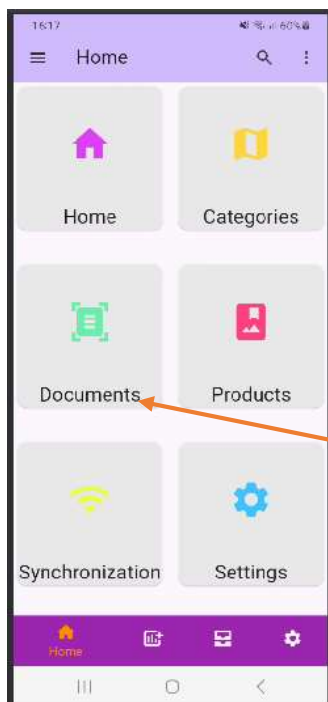 16:17 60%
Home
Home Categories
Documents Products
Synchronization Settings
Home